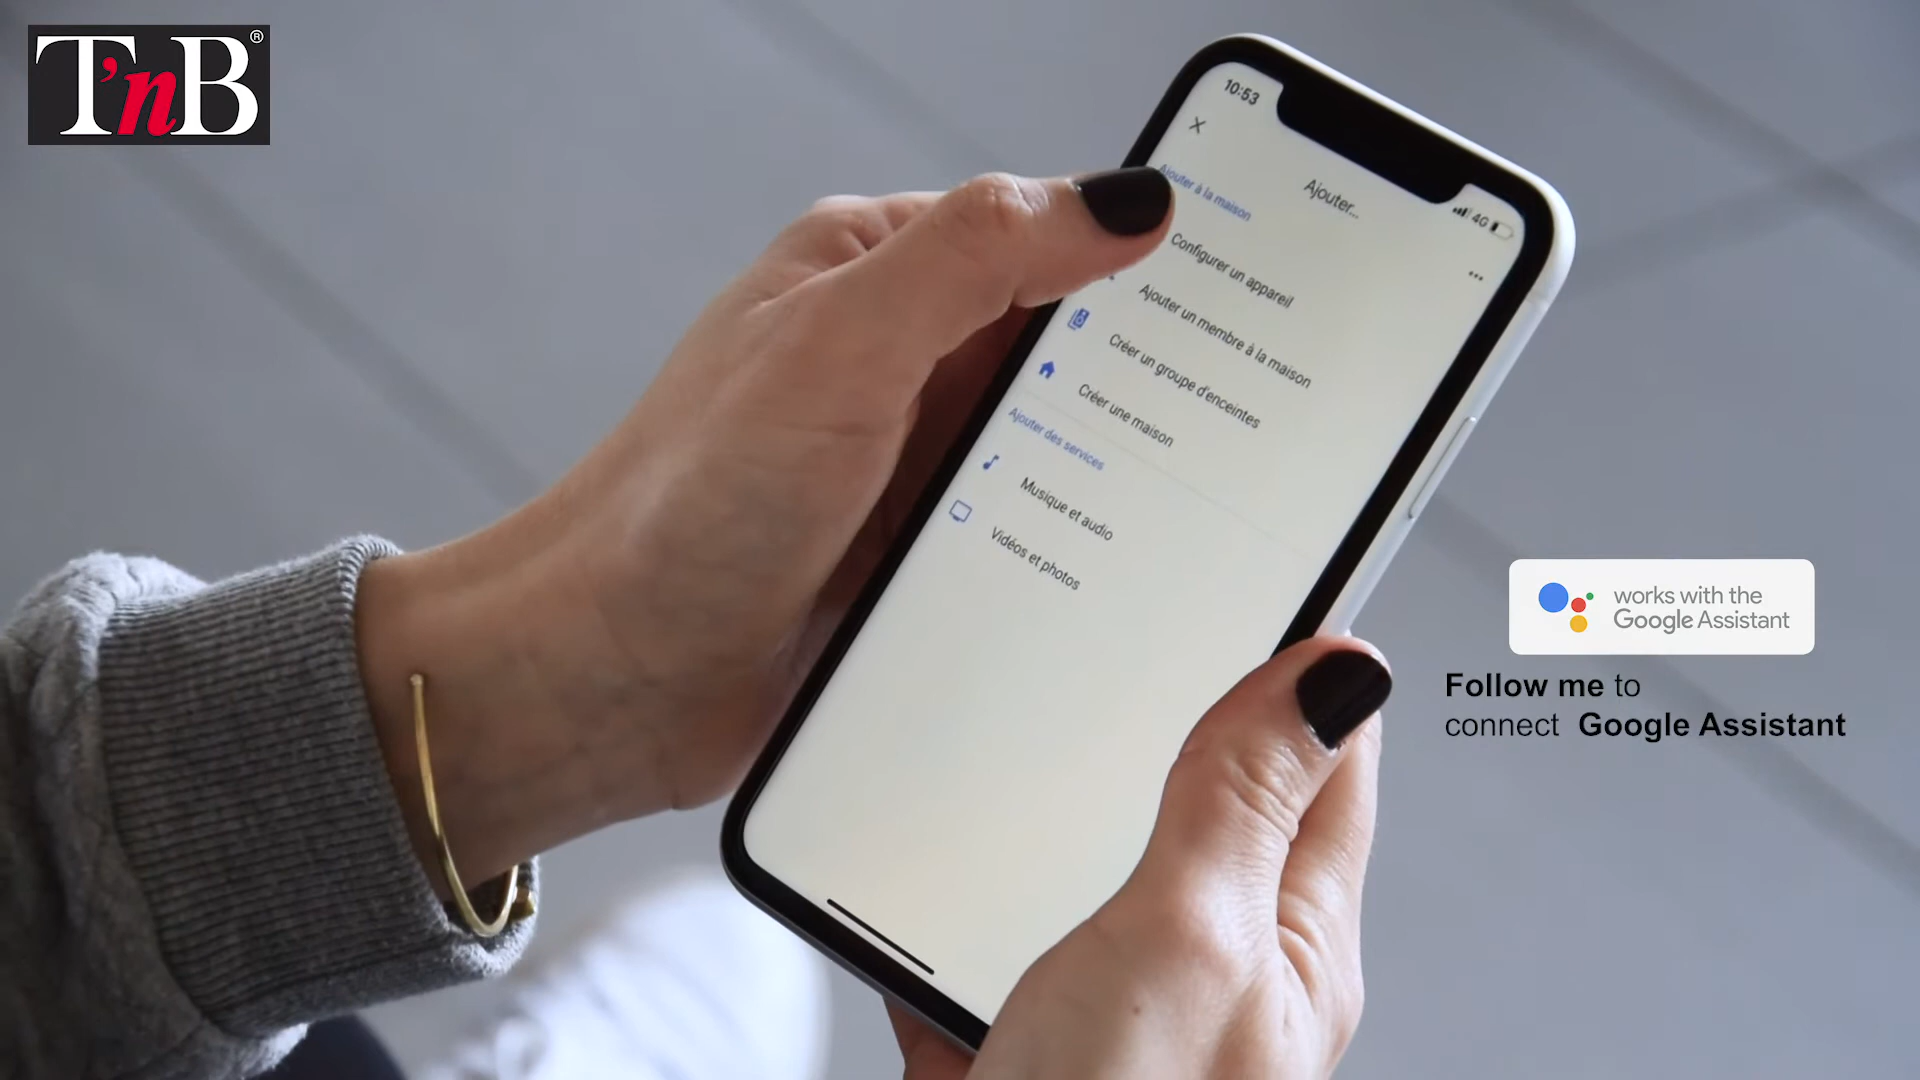 T'nB®
10:53
4G
Ajouter...
Ajouter à la maison
Configurer un appareil
Ajouter un membre à la maison
Créer un groupe d'enceintes
Créer une maison
Ajouter des services
Musique et audio
Vidéos et photos
works with the
Google Assistant
Follow me to
connect Google Assistant